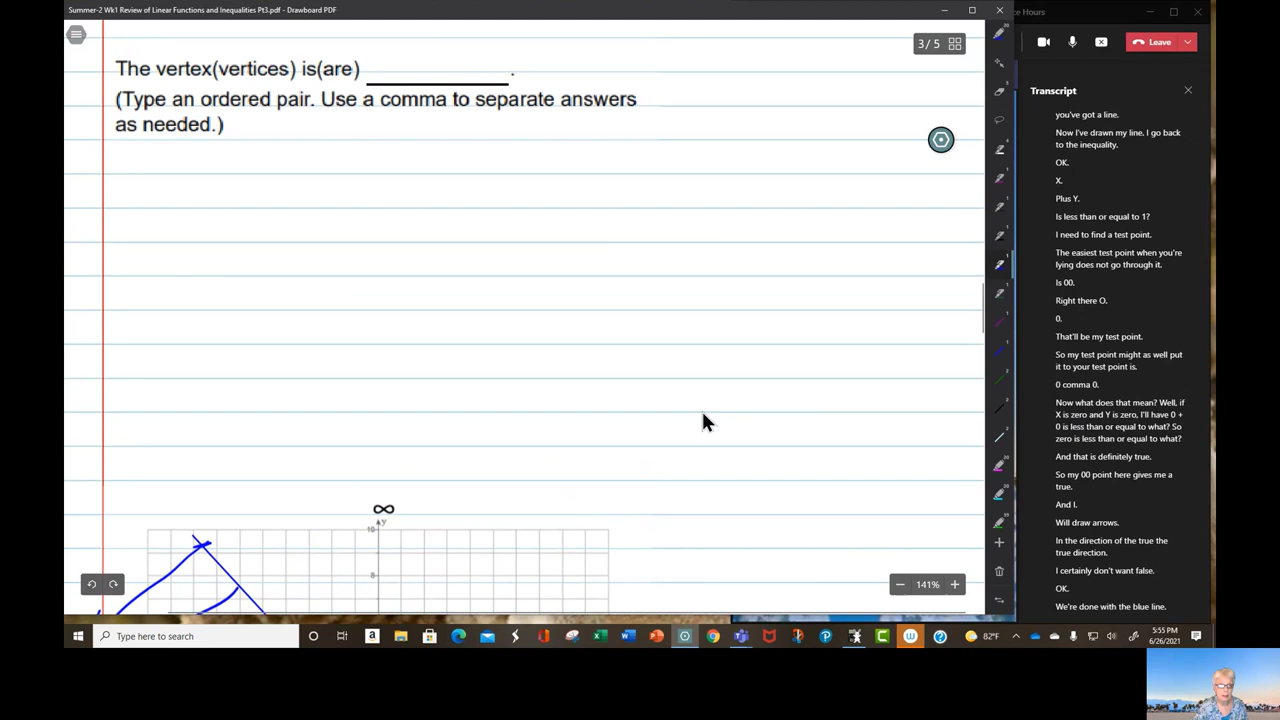 Summer-2 Wk1 Review of Linear Functions and Inequalities Pt3.pdf - Drawboard PDF
ce Hours
3 / 5
Leave
The vertex(vertices) is(are) ____________.
(Type an ordered pair. Use a comma to separate answers
as needed.)
Transcript
you've got a line.
Now I've drawn my line. I go back
to the inequality.
OK.
X.
Plus Y.
Is less than or equal to 1?
I need to find a test point.
The easiest test point when you're
lying does not go through it.
Is 00.
Right there O.
0.
That'll be my test point.
So my test point might as well put
it to your test point is.
0 comma 0.
Now what does that mean? Well, if
X is zero and Y is zero, I'll have 0 +
0 is less than or equal to what? So
zero is less than or equal to what?
And that is definitely true.
So my 00 point here gives me a
true.
And I.
Will draw arrows.
In the direction of the true the
true direction.
I certainly don't want false.
OK.
We're done with the blue line.
∞
y
10
8
141%
Type here to search
82°F
5:55 PM
6/26/2021